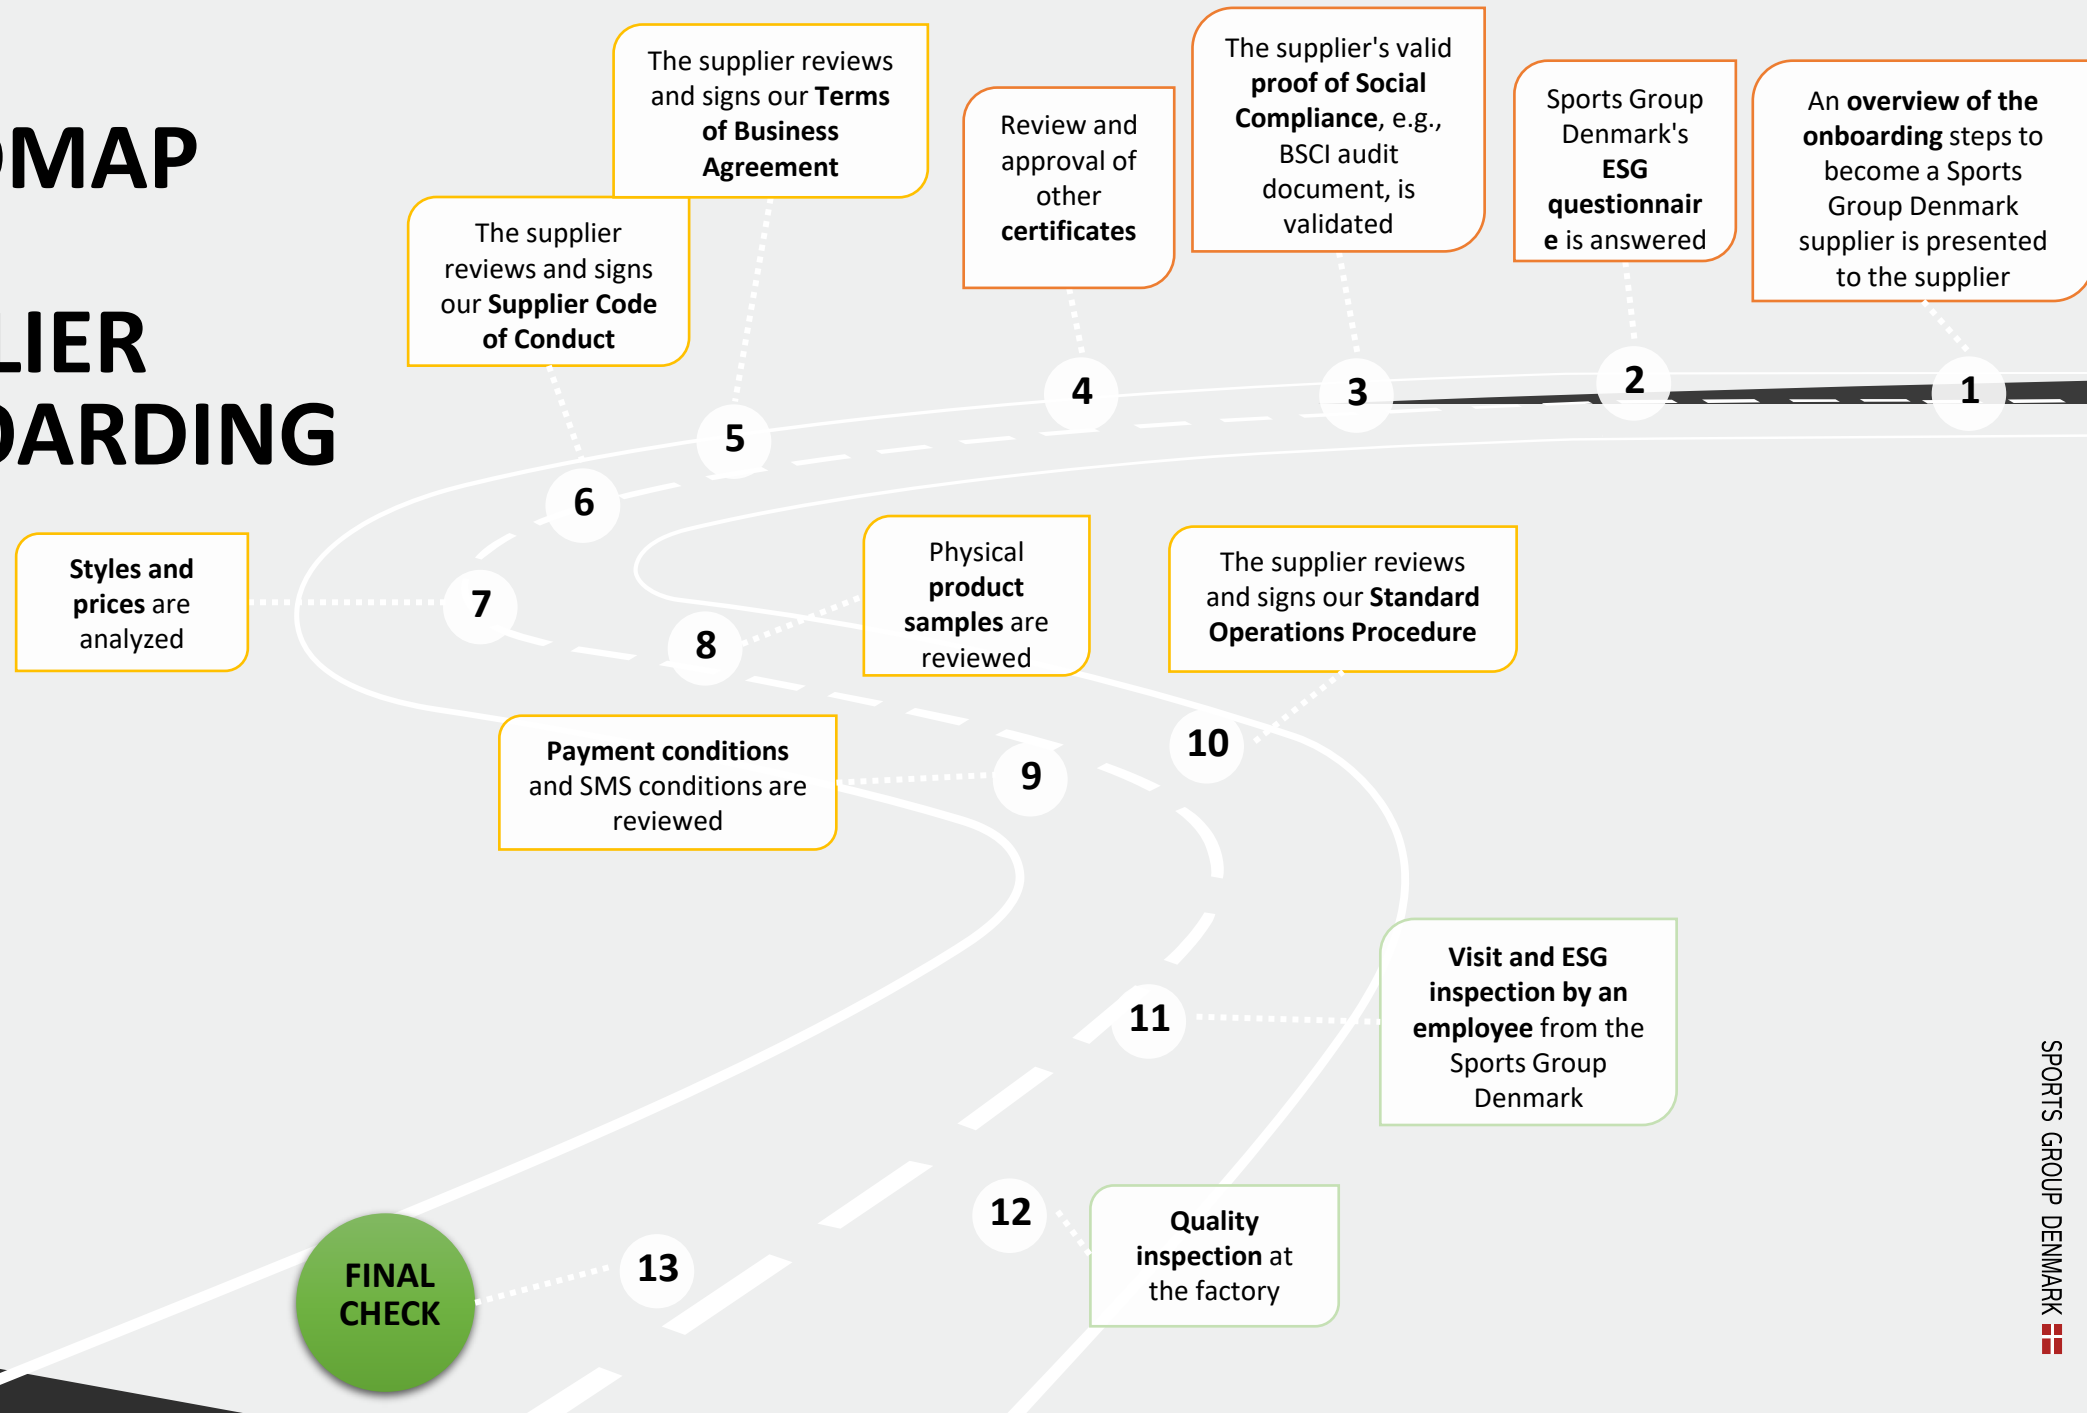 DMAP
LIER
OARDING
An overview of the
onboarding steps to
become a Sports
Group Denmark
supplier is presented
to the supplier
1
Sports Group
Denmark's
ESG
questionnair
e is answered
2
The supplier's valid
proof of Social
Compliance, e.g.,
BSCI audit
document, is
validated
3
Review and
approval of
other
certificates
4
The supplier reviews
and signs our Terms
of Business
Agreement
5
The supplier
reviews and signs
our Supplier Code
of Conduct
6
Styles and
prices are
analyzed
7
Physical
product
samples are
reviewed
8
Payment conditions
and SMS conditions are
reviewed
9
The supplier reviews
and signs our Standard
Operations Procedure
10
Visit and ESG
inspection by an
employee from the
Sports Group
Denmark
11
Quality
inspection at
the factory
12
FINAL
CHECK
13
SPORTS GROUP DENMARK